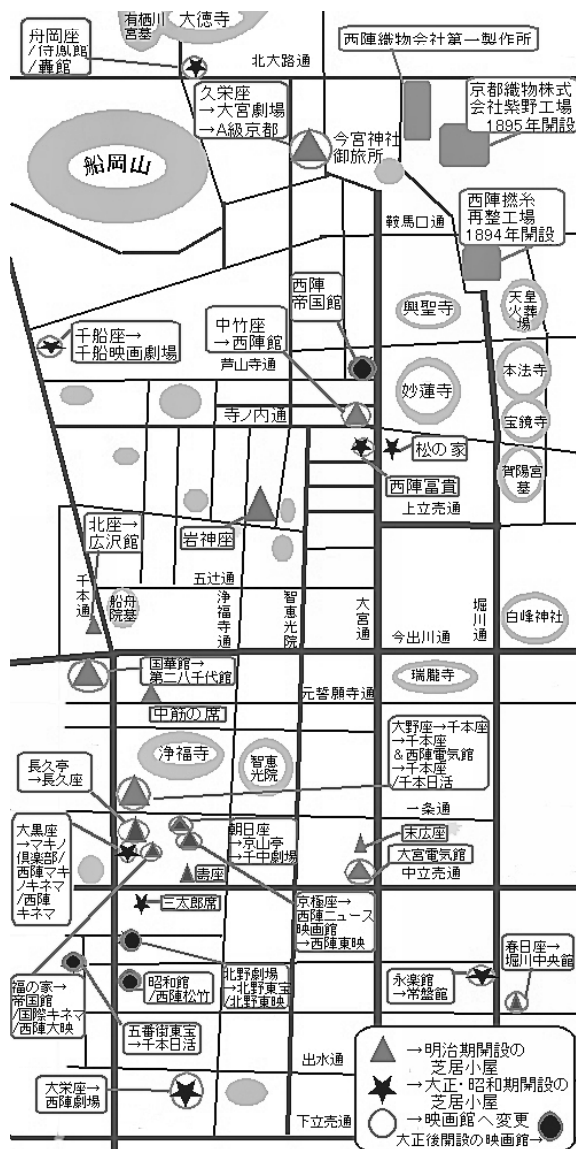 有栖川
宮墓
大徳寺
舟岡座
/侍鳳館
/轟館
北大路通
西陣織物会社第一製作所
久栄座
→大宮劇場
→A級京都
京都織物株式
会社紫野工場
1895年開設
今宮神社
御旅所
船岡山
西陣撚糸
再整工場
1894年開設
鞍馬口通
西陣
帝国館
興聖寺
天皇
火葬
場
千船座→
千船映画劇場
中竹座
→西陣館
芦山寺通
妙蓮寺
本法寺
寺ノ内通
宝鏡寺
松の家
西陣富貴
賀陽宮
墓
上立売通
北座→
広沢館
岩神座
五辻通
千本通
船舟
院墓
浄福寺通
智恵光院
大宮通
堀川通
今出川通
白峰神社
国華館→
第二八千代館
瑞龍寺
元誓願寺通
中筋の席
大野座→千本座
→千本座
&西陣電気館
→千本座
/千本日活
浄福寺
智恵
光院
長久亭
→長久座
一条通
大黒座
→マキノ
倶楽部/
西陣マキ
ノキネマ
/西陣
キネマ
朝日座
→京山亭
→千中劇場
末広座
大宮電気館
中立売通
壽座
三太郎席
京極座→
西陣ニュース
映画館
→西陣東映
春日座→
堀川中央館
永楽館
→常盤館
福の家→
帝国館
/国際キネマ
/西陣大映
昭和館
/西陣松竹
北野劇場
→北野東宝
/北野東映
五番街東宝
→千本日活
出水通
大栄座→
西陣劇場
下立売通
→明治期開設の
芝居小屋
→大正・昭和期開設の
芝居小屋
→映画館へ変更
大正後開設の映画館→